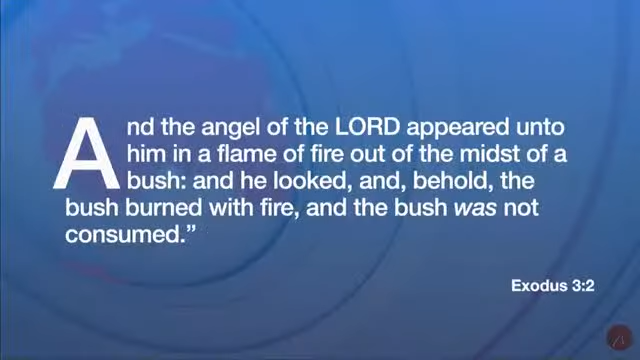 And the angel of the LORD appeared unto
him in a flame of fire out of the midst of a
bush: and he looked, and, behold, the
bush burned with fire, and the bush was not
consumed.”
Exodus 3:2